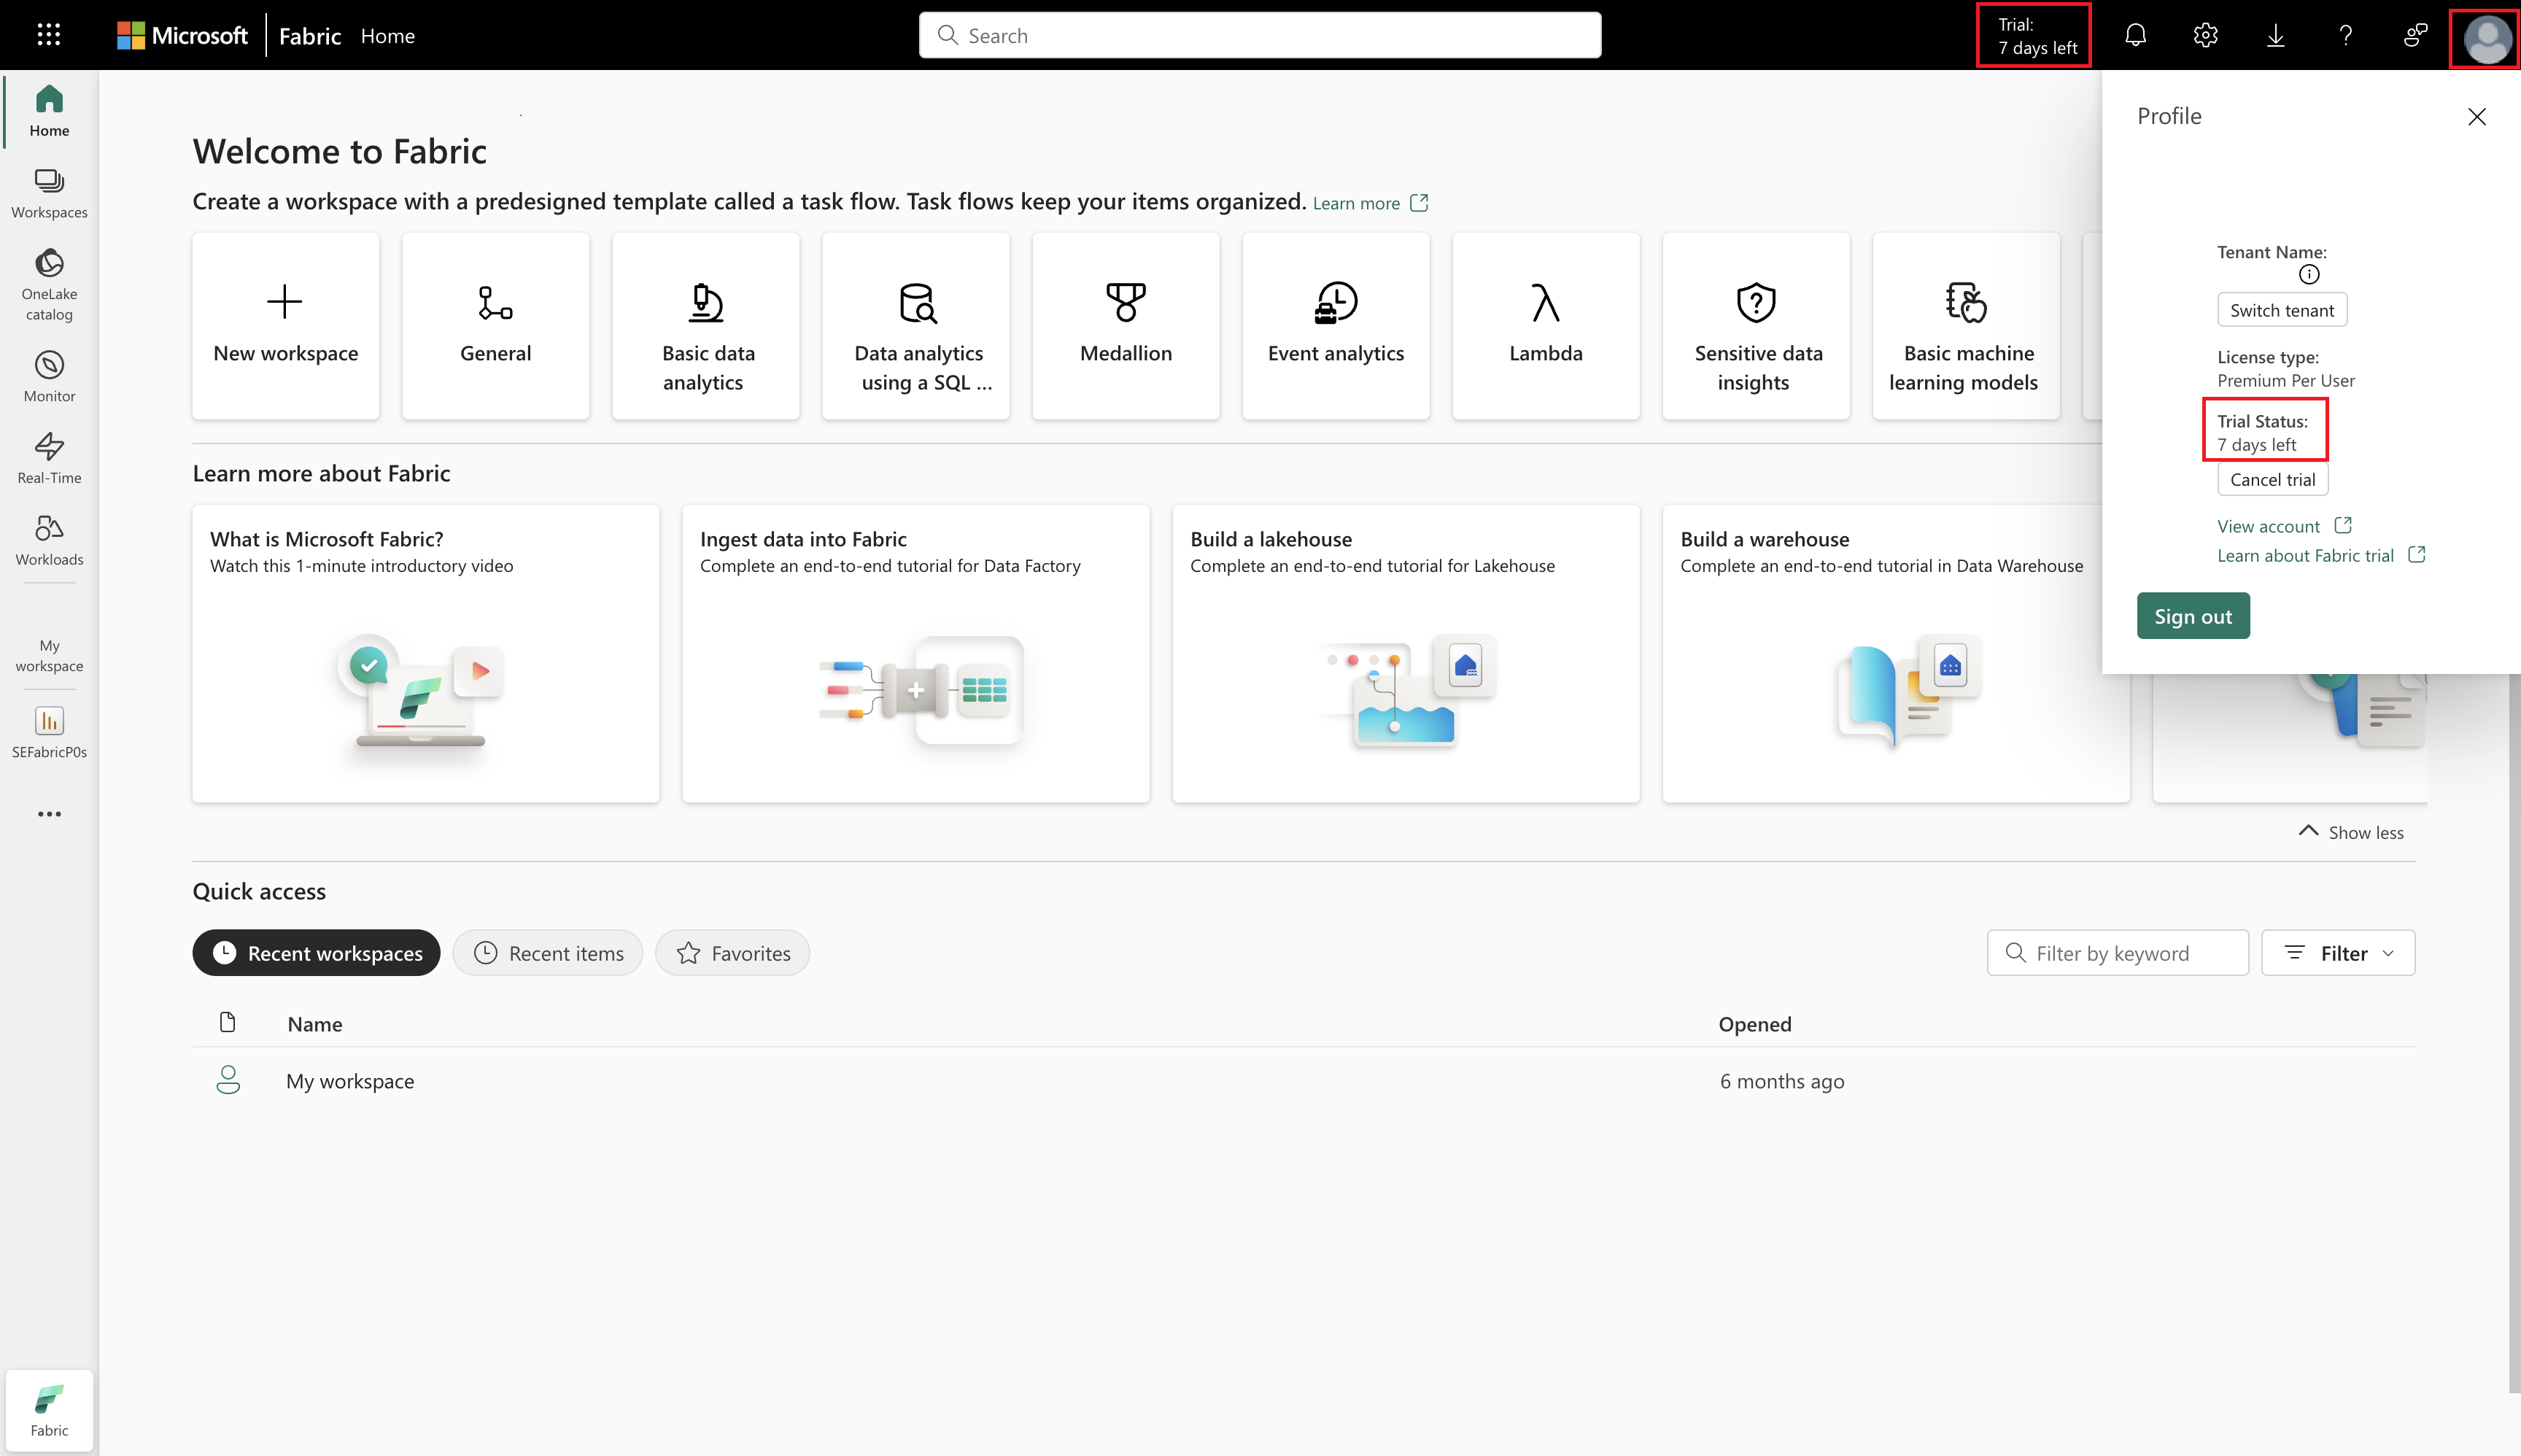 Microsoft Fabric Home
Search
Trial:
7 days left
Home
Workspaces
OneLake
catalog
Monitor
Real-Time
Workloads
My
workspace
SEFabricP0s
Fabric
Welcome to Fabric
Create a workspace with a predesigned template called a task flow. Task flows keep your items organized. Learn more
New workspace
General
Basic data
analytics
Data analytics
using a SQL ...
Medallion
Event analytics
Lambda
Sensitive data
insights
Basic machine
learning models
Learn more about Fabric
What is Microsoft Fabric?
Watch this 1-minute introductory video
Ingest data into Fabric
Complete an end-to-end tutorial for Data Factory
Build a lakehouse
Complete an end-to-end tutorial for Lakehouse
Build a warehouse
Complete an end-to-end tutorial in Data Warehouse
Show less
Quick access
Recent workspaces
Recent items
Favorites
Filter by keyword
Filter
Name
Opened
My workspace
6 months ago
Profile
Tenant Name:
Switch tenant
License type:
Premium Per User
Trial Status:
7 days left
Cancel trial
View account
Learn about Fabric trial
Sign out